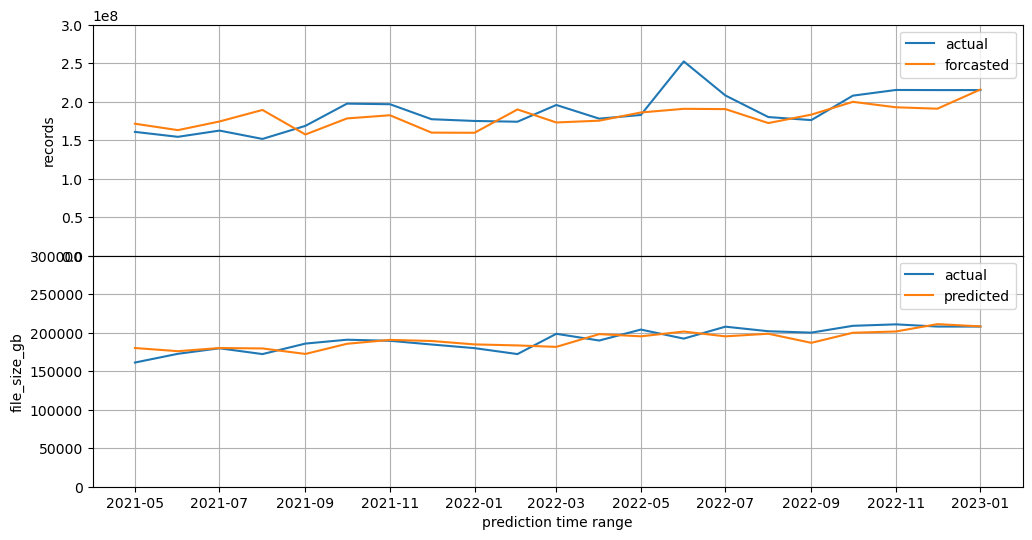 1e8
3.0
2.5
2.0
1.5
1.0
0.5
0.0
records
actual
forcasted
300000
250000
200000
150000
100000
50000
0
file_size_gb
actual
predicted
2021-05 2021-07 2021-09 2021-11 2022-01 2022-03 2022-05 2022-07 2022-09 2022-11 2023-01
prediction time range